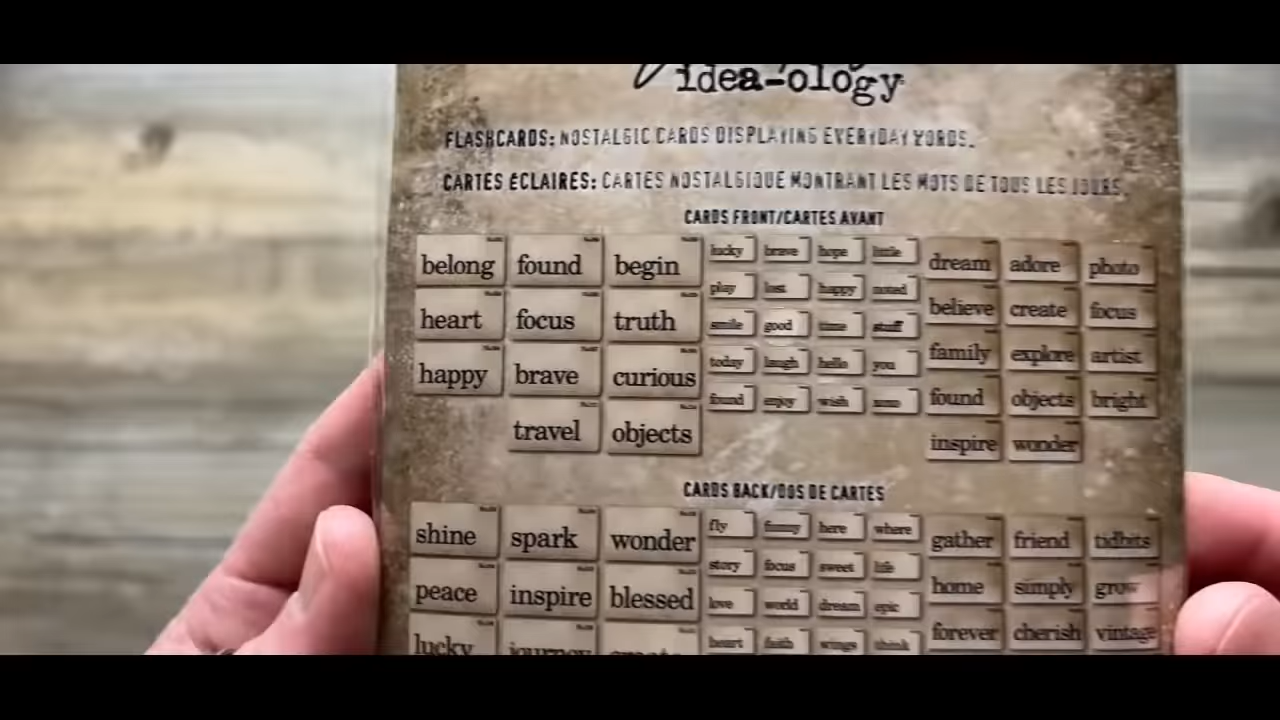 idea-ology
FLASHCARDS: NOSTALGIC CARDS DISPLAYING EVERYDAY WORDS.
CARTES ÉCLAIRES: CARTES NOSTALGIQUE MONTRANT LES MOTS DE TOUS LES JOURS.
CARDS FRONT/CARTES AVANT
belong found begin lucky brave hope little dream adore photo
heart focus truth play lost happy noted believe create focus
smile good time stuff
happy brave curious today laugh hello you family explore artist
found enjoy wish found objects bright
travel objects inspire wonder
CARDS BACK/DOS DE CARTES
shine spark wonder fly funny here where gather friend tidbits
story focus sweet life
peace inspire blessed love world dream epic home simply grow
lucky journey create heart faith wings think forever cherish vintage